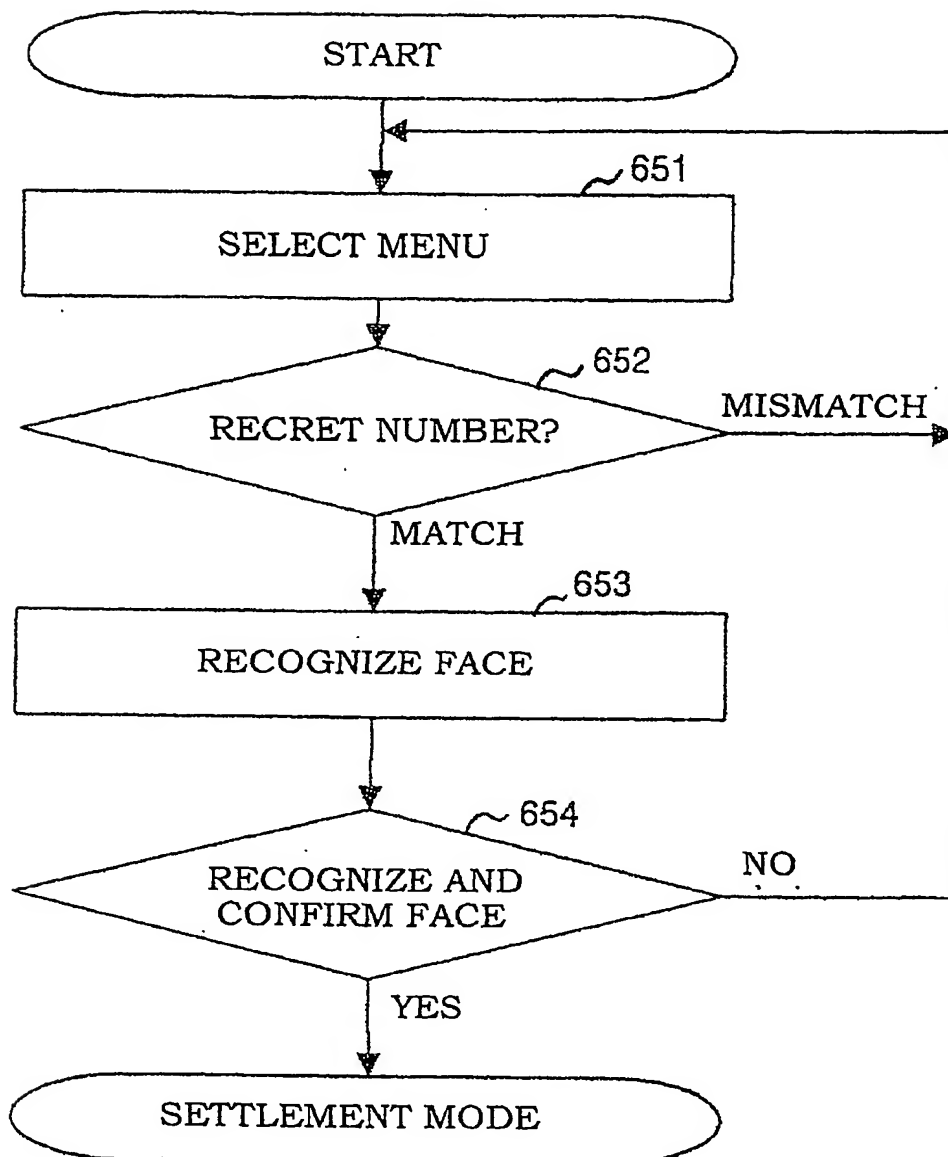 START
651
SELECT MENU
652
RECRET NUMBER?
MISMATCH
MATCH
653
RECOGNIZE FACE
654
RECOGNIZE AND
CONFIRM FACE
NO
YES
SETTLEMENT MODE